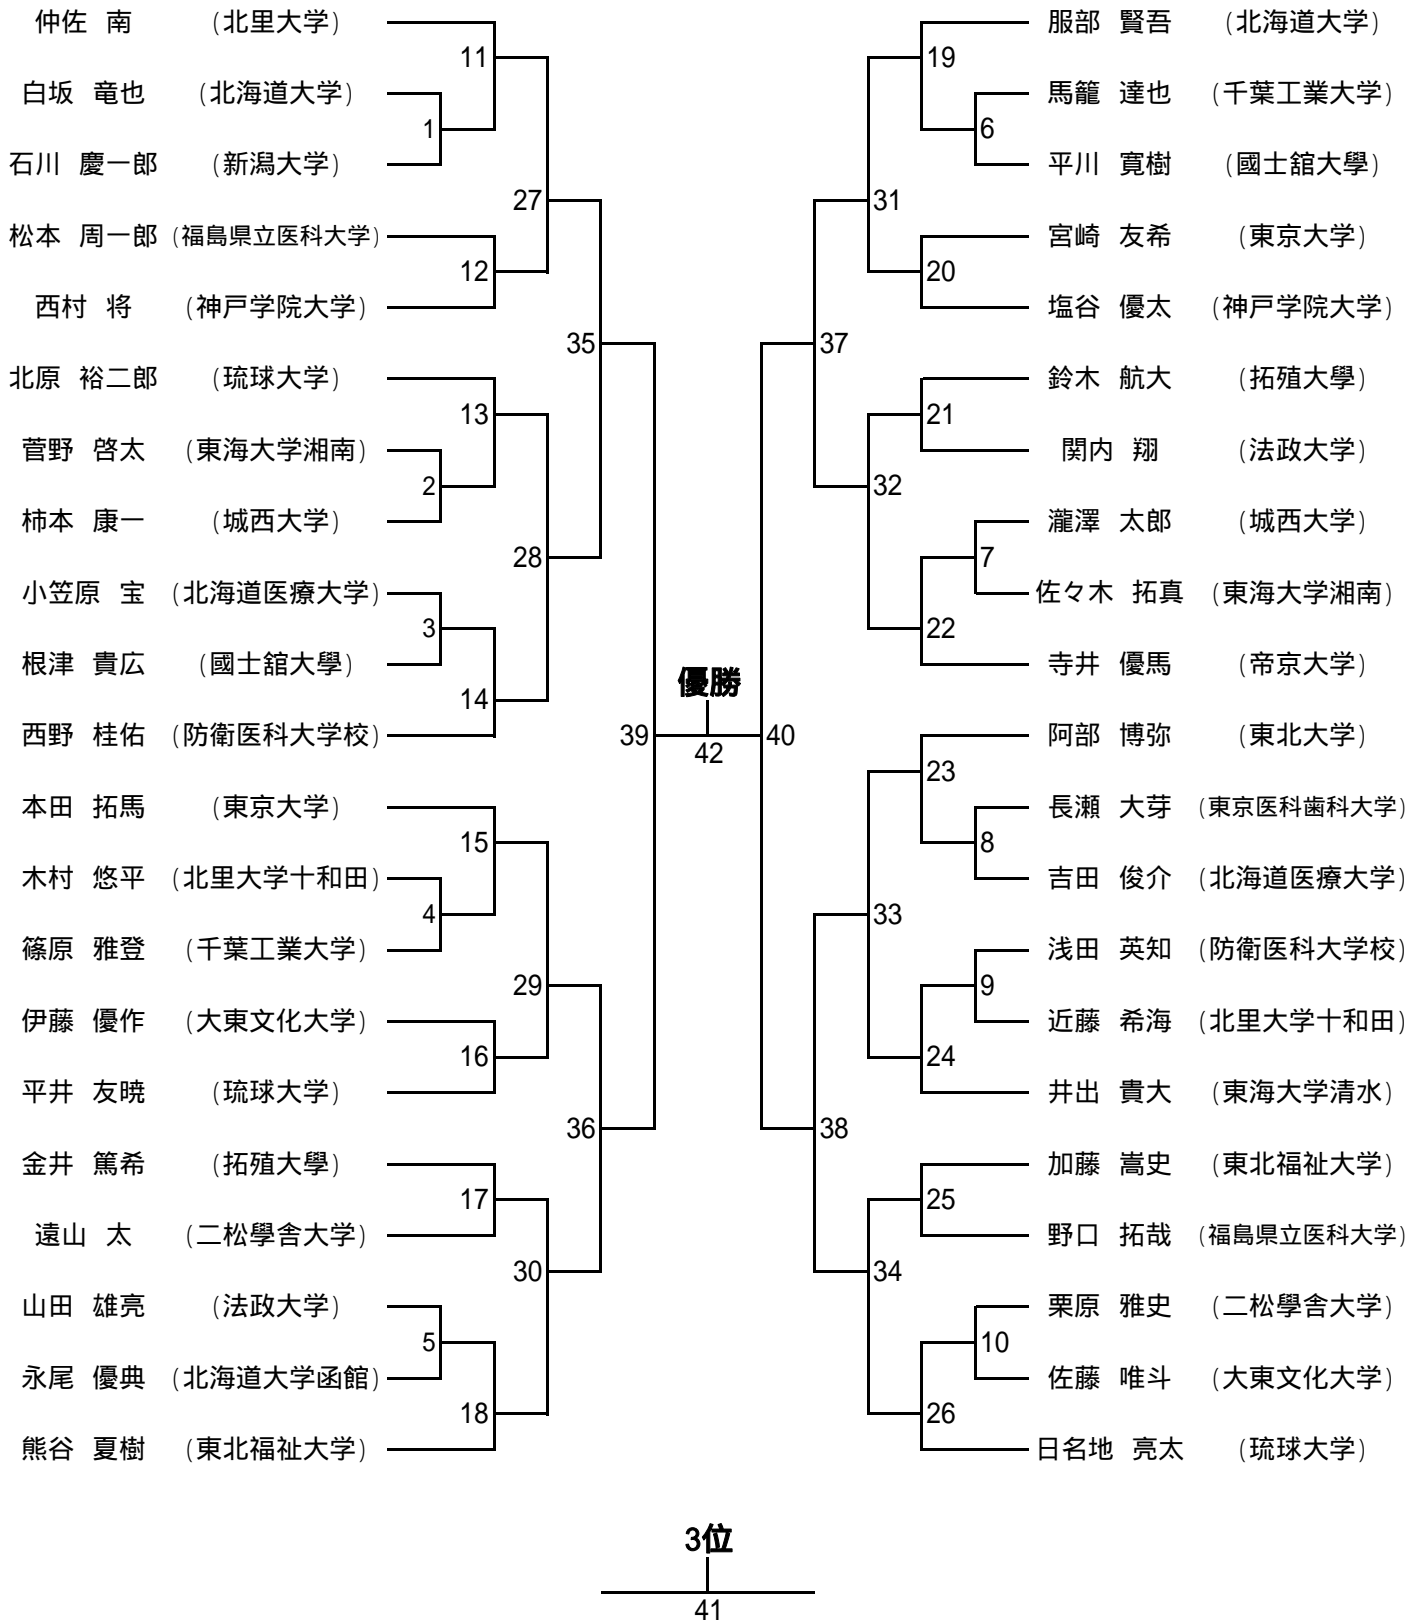 仲佐 南 (北里大学)
11
白坂 竜也 (北海道大学)
1
石川 慶一郎 (新潟大学)
27
松本 周一郎 (福島県立医科大学)
12
西村 将 (神戸学院大学)
35
北原 裕二郎 (琉球大学)
13
菅野 啓太 (東海大学湘南)
2
柿本 康一 (城西大学)
28
小笠原 宝 (北海道医療大学)
3
根津 貴広 (國士舘大學)
14
西野 桂佑 (防衛医科大学校)
39
本田 拓馬 (東京大学)
15
木村 悠平 (北里大学十和田)
4
篠原 雅登 (千葉工業大学)
29
伊藤 優作 (大東文化大学)
16
平井 友暁 (琉球大学)
36
金井 篤希 (拓殖大學)
17
遠山 太 (二松學舎大学)
30
山田 雄亮 (法政大学)
5
永尾 優典 (北海道大学函館)
18
熊谷 夏樹 (東北福祉大学)
優勝
42
服部 賢吾 (北海道大学)
19
馬籠 達也 (千葉工業大学)
6
平川 寛樹 (國士舘大學)
31
宮崎 友希 (東京大学)
20
塩谷 優太 (神戸学院大学)
37
鈴木 航大 (拓殖大學)
21
関内 翔 (法政大学)
32
瀧澤 太郎 (城西大学)
7
佐々木 拓真 (東海大学湘南)
22
寺井 優馬 (帝京大学)
40
阿部 博弥 (東北大学)
23
長瀬 大芽 (東京医科歯科大学)
8
吉田 俊介 (北海道医療大学)
33
浅田 英知 (防衛医科大学校)
9
近藤 希海 (北里大学十和田)
24
井出 貴大 (東海大学清水)
38
加藤 嵩史 (東北福祉大学)
25
野口 拓哉 (福島県立医科大学)
34
栗原 雅史 (二松學舎大学)
10
佐藤 唯斗 (大東文化大学)
26
日名地 亮太 (琉球大学)
3位
41